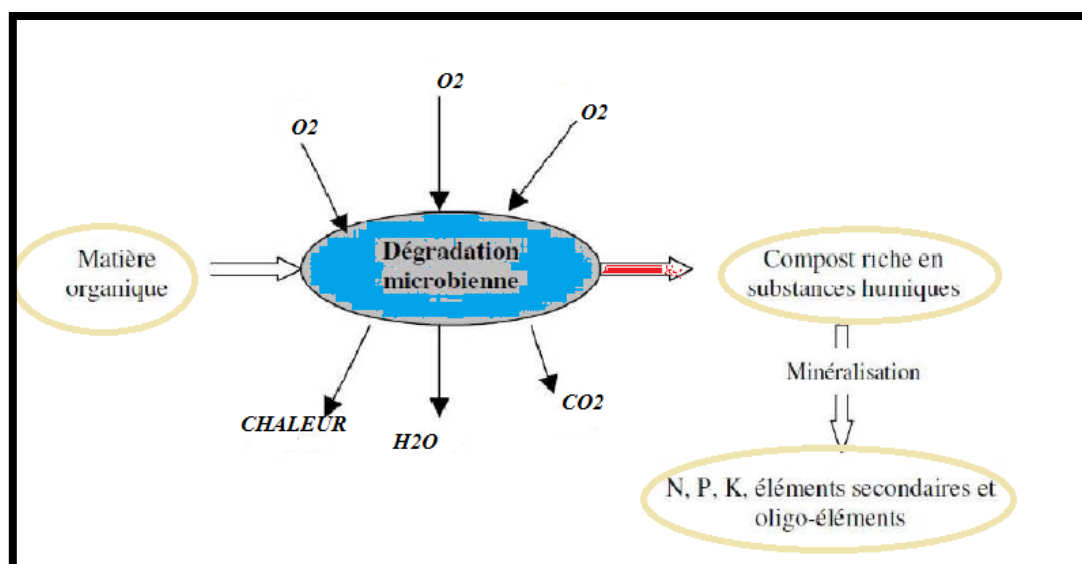 O2
O2
O2
Matière
organique
Dégradation
microbienne
Compost riche en
substances humiques
Minéralisation
CHALEUR
H2O
CO2
N, P, K, éléments secondaires et
oligo-éléments